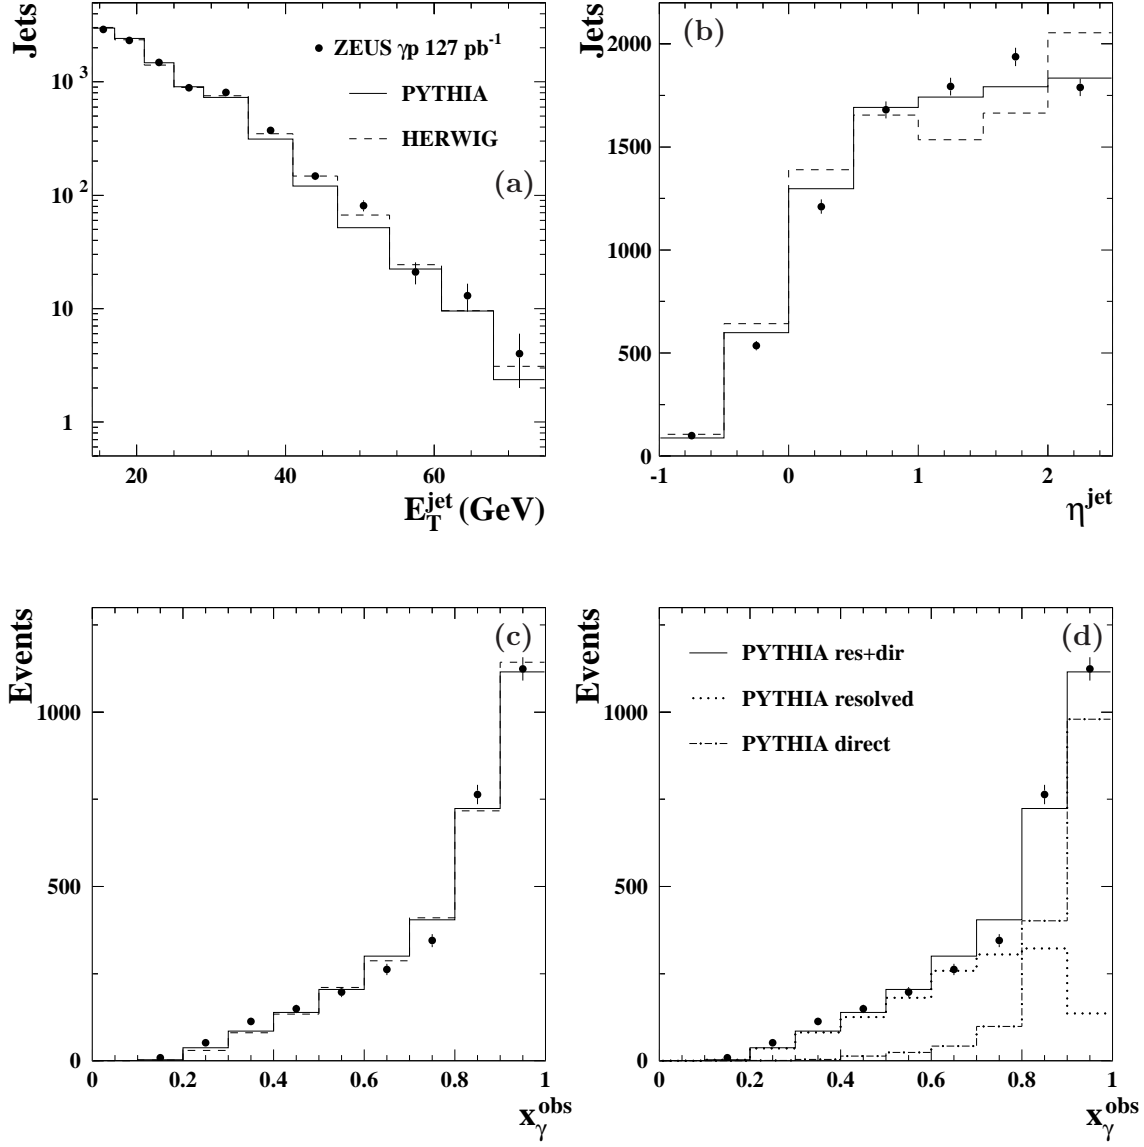 Jets
ZEUS γp 127 pb⁻¹
PYTHIA
HERWIG
(a)
10³
10²
10
1
20 40 60
E_T^jet (GeV)
Jets
(b)
2000
1500
1000
500
0
-1 0 1 2
η^jet
Events
(c)
1000
500
0
0 0.2 0.4 0.6 0.8 1
x_γ^obs
Events
(d)
PYTHIA res+dir
PYTHIA resolved
PYTHIA direct
1000
500
0
0 0.2 0.4 0.6 0.8 1
x_γ^obs